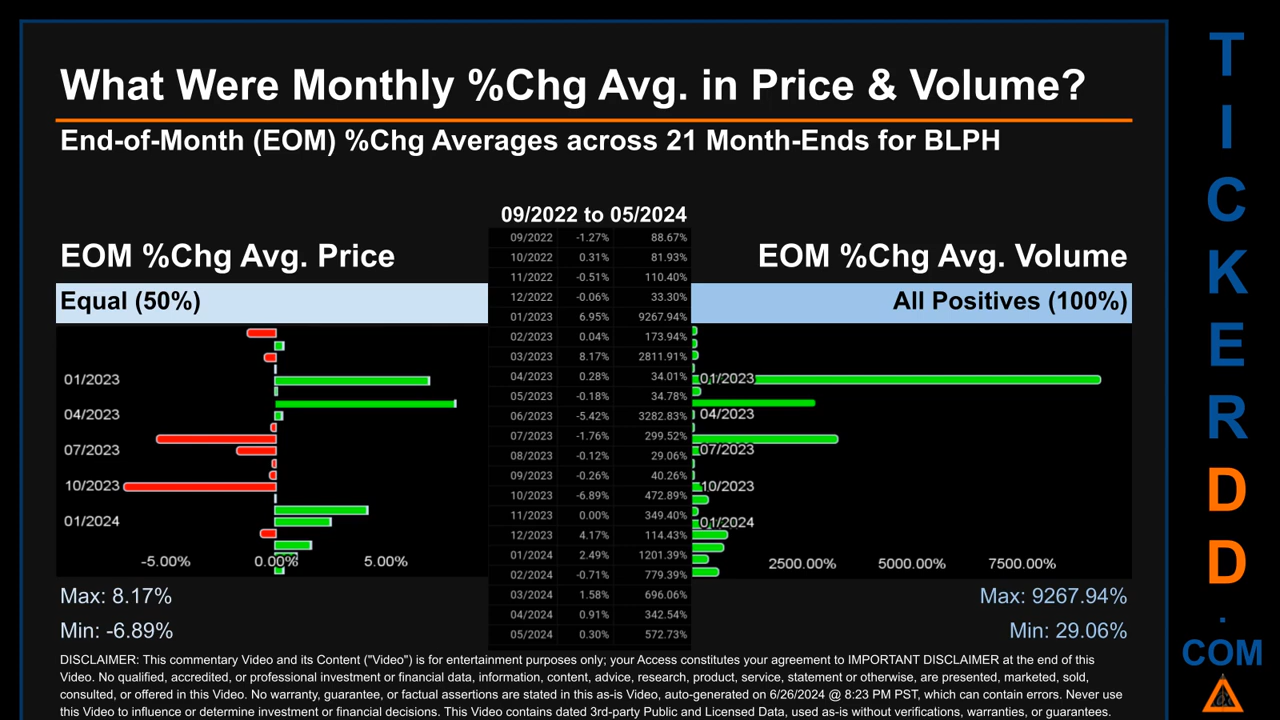 What Were Monthly %Chg Avg. in Price & Volume?
End-of-Month (EOM) %Chg Averages across 21 Month-Ends for BLPH
09/2022 to 05/2024
EOM %Chg Avg. Price
EOM %Chg Avg. Volume
Equal (50%)
All Positives (100%)
09/2022 -1.27% 88.67%
10/2022 0.31% 81.93%
11/2022 -0.51% 110.40%
12/2022 -0.06% 33.30%
01/2023 6.95% 9267.94%
02/2023 0.04% 173.94%
03/2023 8.17% 2811.91%
04/2023 0.28% 34.01%
05/2023 -0.18% 34.78%
06/2023 -5.42% 3282.83%
07/2023 -1.76% 299.52%
08/2023 -0.12% 29.06%
09/2023 -0.26% 40.26%
10/2023 -6.89% 472.89%
11/2023 0.00% 349.40%
12/2023 4.17% 114.43%
01/2024 2.49% 1201.39%
02/2024 -0.71% 779.39%
03/2024 1.58% 696.06%
04/2024 0.91% 342.54%
05/2024 0.30% 572.73%
01/2023
04/2023
07/2023
10/2023
01/2024
-5.00% 0.00% 5.00%
01/2023
04/2023
07/2023
10/2023
01/2024
2500.00% 5000.00% 7500.00%
Max: 8.17%
Min: -6.89%
Max: 9267.94%
Min: 29.06%
DISCLAIMER: This commentary Video and its Content ("Video") is for entertainment purposes only; your Access constitutes your agreement to IMPORTANT DISCLAIMER at the end of this
Video. No qualified, accredited, or professional investment or financial data, information, content, advice, research, product, service, statement or otherwise, are presented, marketed, sold,
consulted, or offered in this Video. No warranty, guarantee, or factual assertions are stated in this as-is Video, auto-generated on 6/26/2024 @ 8:23 PM PST, which can contain errors. Never use
this Video to influence or determine investment or financial decisions. This Video contains dated 3rd-party Public and Licensed Data, used as-is without verifications, warranties, or guarantees.
T
I
C
K
E
R
D
D
.
COM